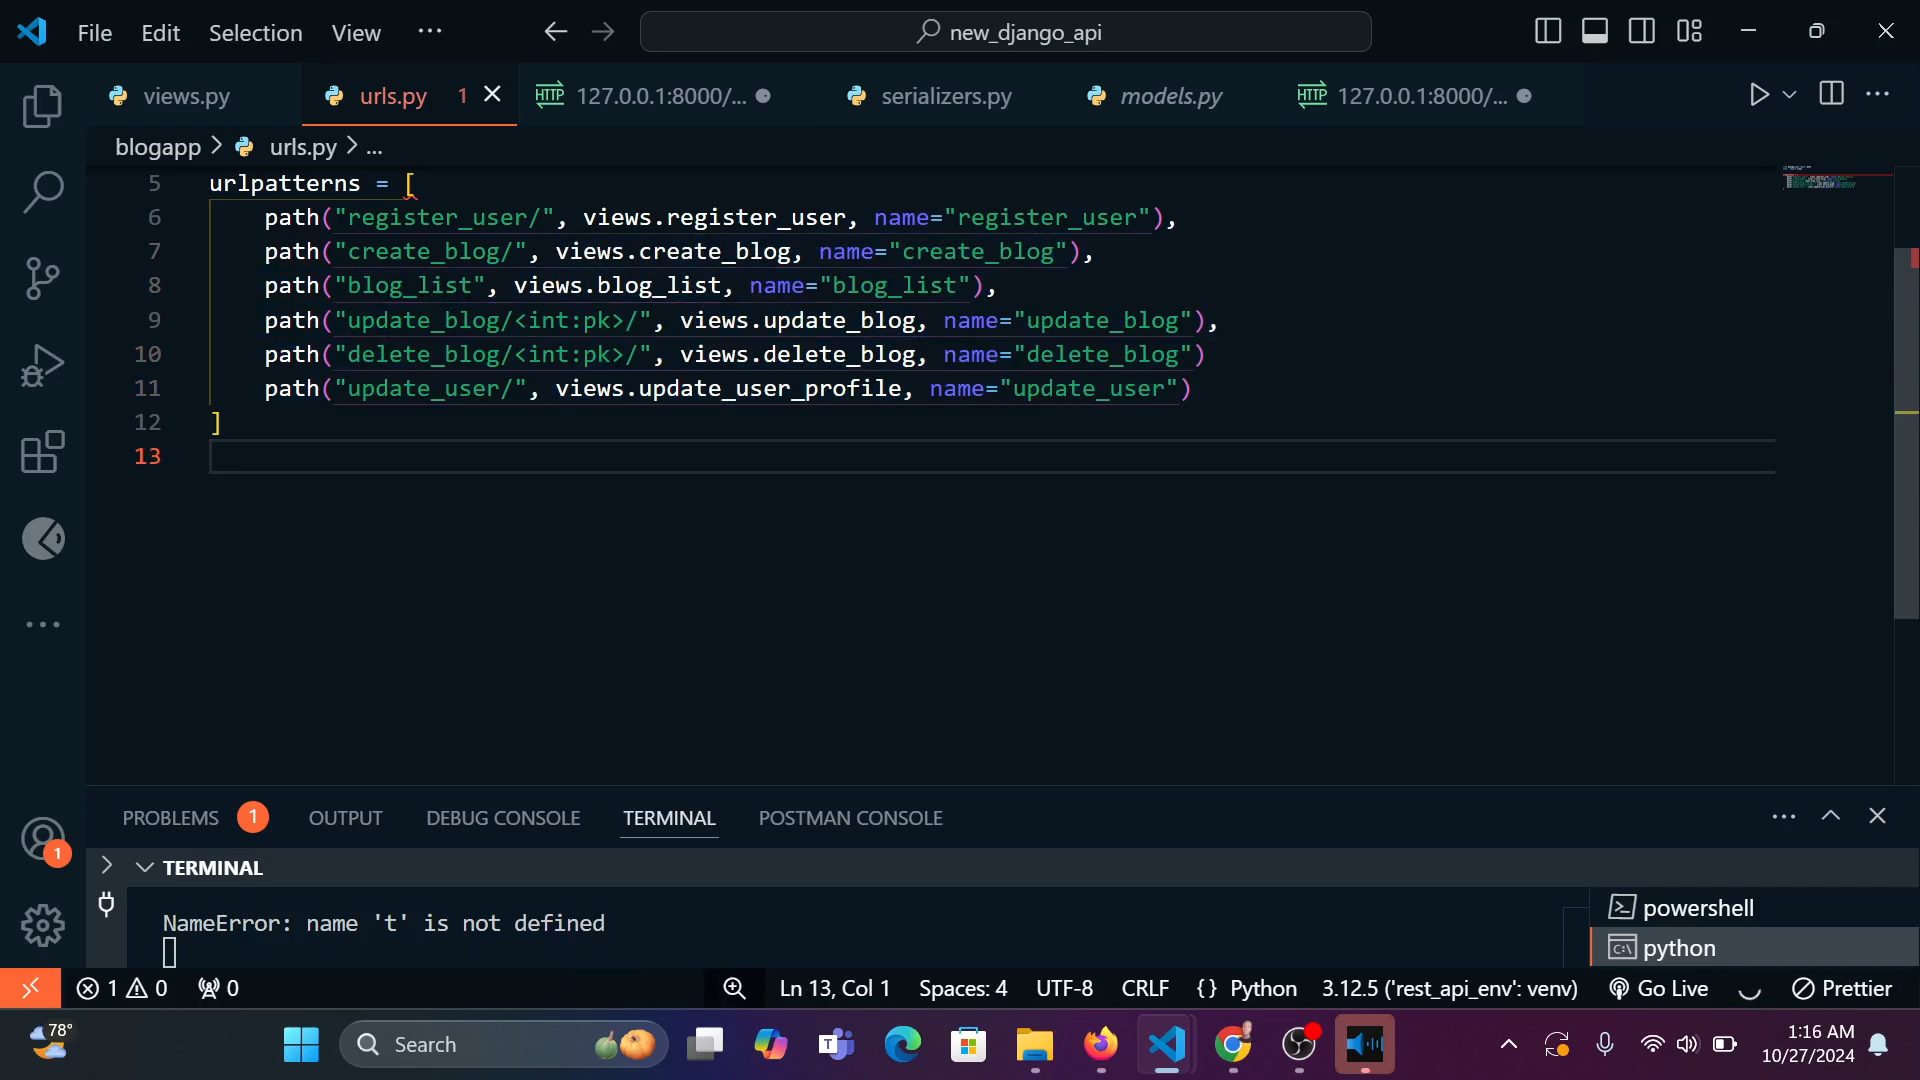 File Edit Selection View ··· new_django_api
views.py urls.py 1 HTTP 127.0.0.1:8000/... serializers.py models.py HTTP 127.0.0.1:8000/...
blogapp > urls.py > ...
5 urlpatterns = [
6 path("register_user/", views.register_user, name="register_user"),
7 path("create_blog/", views.create_blog, name="create_blog"),
8 path("blog_list", views.blog_list, name="blog_list"),
9 path("update_blog/<int:pk>/", views.update_blog, name="update_blog"),
10 path("delete_blog/<int:pk>/", views.delete_blog, name="delete_blog")
11 path("update_user/", views.update_user_profile, name="update_user")
12 ]
13
PROBLEMS 1 OUTPUT DEBUG CONSOLE TERMINAL POSTMAN CONSOLE
1
TERMINAL
NameError: name 't' is not defined
powershell
python
1 0 0 Ln 13, Col 1 Spaces: 4 UTF-8 CRLF {} Python 3.12.5 ('rest_api_env': venv) Go Live Prettier
78° Search 1:16 AM
10/27/2024